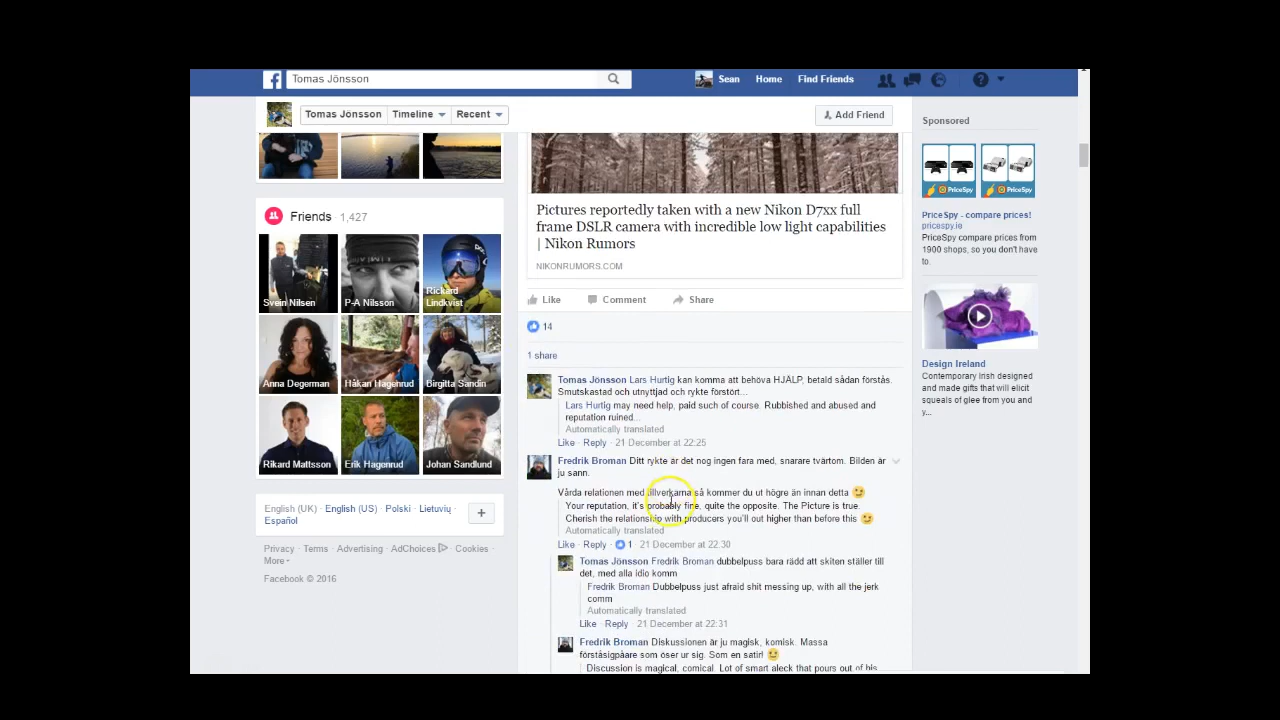 Tomas Jönsson
Sean
Home
Find Friends
Tomas Jönsson
Timeline
Recent
Add Friend
Friends · 1,427
Svein Nilsen
P-A Nilsson
Rickard
Lindkvist
Anna Degerman
Håkan Hagenrud
Birgitta Sandin
Rikard Mattsson
Erik Hagenrud
Johan Sandlund
English (UK) · English (US) · Polski · Lietuvių ·
Español
Privacy · Terms · Advertising · AdChoices · Cookies ·
More
Facebook © 2016
Pictures reportedly taken with a new Nikon D7xx full
frame DSLR camera with incredible low light capabilities
| Nikon Rumors
NIKONRUMORS.COM
Like
Comment
Share
14
1 share
Tomas Jönsson Lars Hurtig kan komma att behöva HJÄLP, betald sådan förstås.
Smutskastad och utnyttjad och rykte förstört...
Lars Hurtig may need help, paid such of course. Rubbished and abused and
reputation ruined...
Automatically translated
Like · Reply · 21 December at 22:25
Fredrik Broman Ditt rykte är det nog ingen fara med, snarare tvärtom. Bilden är
ju sann.
Vårda relationen med tillverkarna så kommer du ut högre än innan detta
Your reputation, it's probably fine, quite the opposite. The Picture is true.
Cherish the relationship with producers you'll out higher than before this
Automatically translated
Like · Reply · 1 · 21 December at 22:30
Tomas Jönsson Fredrik Broman dubbelpuss bara rädd att skiten ställer till
det, med alla idio komm
Fredrik Broman Dubbelpuss just afraid shit messing up, with all the jerk
comm
Automatically translated
Like · Reply · 21 December at 22:31
Fredrik Broman Diskussionen är ju magisk, komisk. Massa
förståsigpåare som öser ur sig. Som en satir!
Discussion is magical, comical. Lot of smart aleck that pours out of his
Sponsored
PriceSpy
PriceSpy
PriceSpy - compare prices!
pricespy.ie
PriceSpy compare prices from
1900 shops, so you don't have
to.
Design Ireland
Contemporary Irish designed
and made gifts that will elicit
squeals of glee from you and
y...